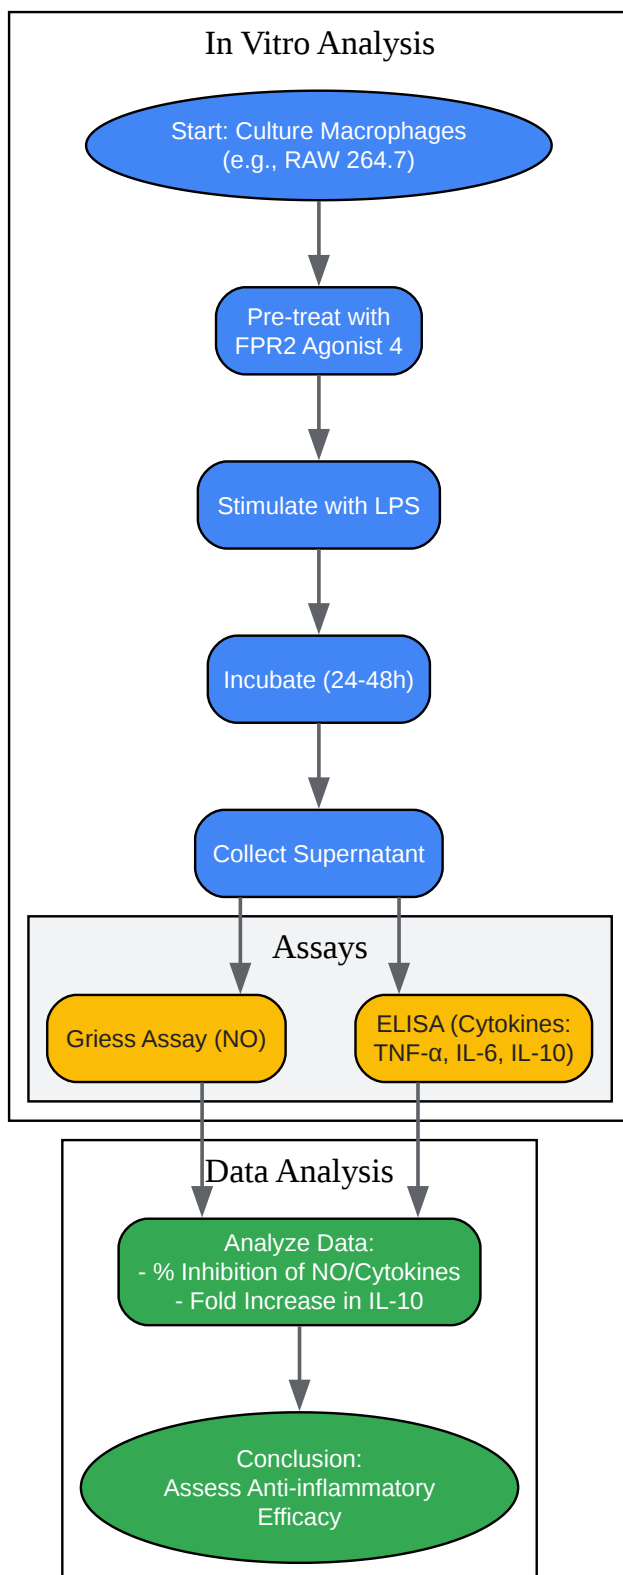 In Vitro Analysis
Start: Culture Macrophages
(e.g., RAW 264.7)
Pre-treat with
FPR2 Agonist 4
Stimulate with LPS
Incubate (24-48h)
Collect Supernatant
Assays
Griess Assay (NO)
ELISA (Cytokines:
TNF-α, IL-6, IL-10)
Data Analysis
Analyze Data:
- % Inhibition of NO/Cytokines
- Fold Increase in IL-10
Conclusion:
Assess Anti-inflammatory
Efficacy